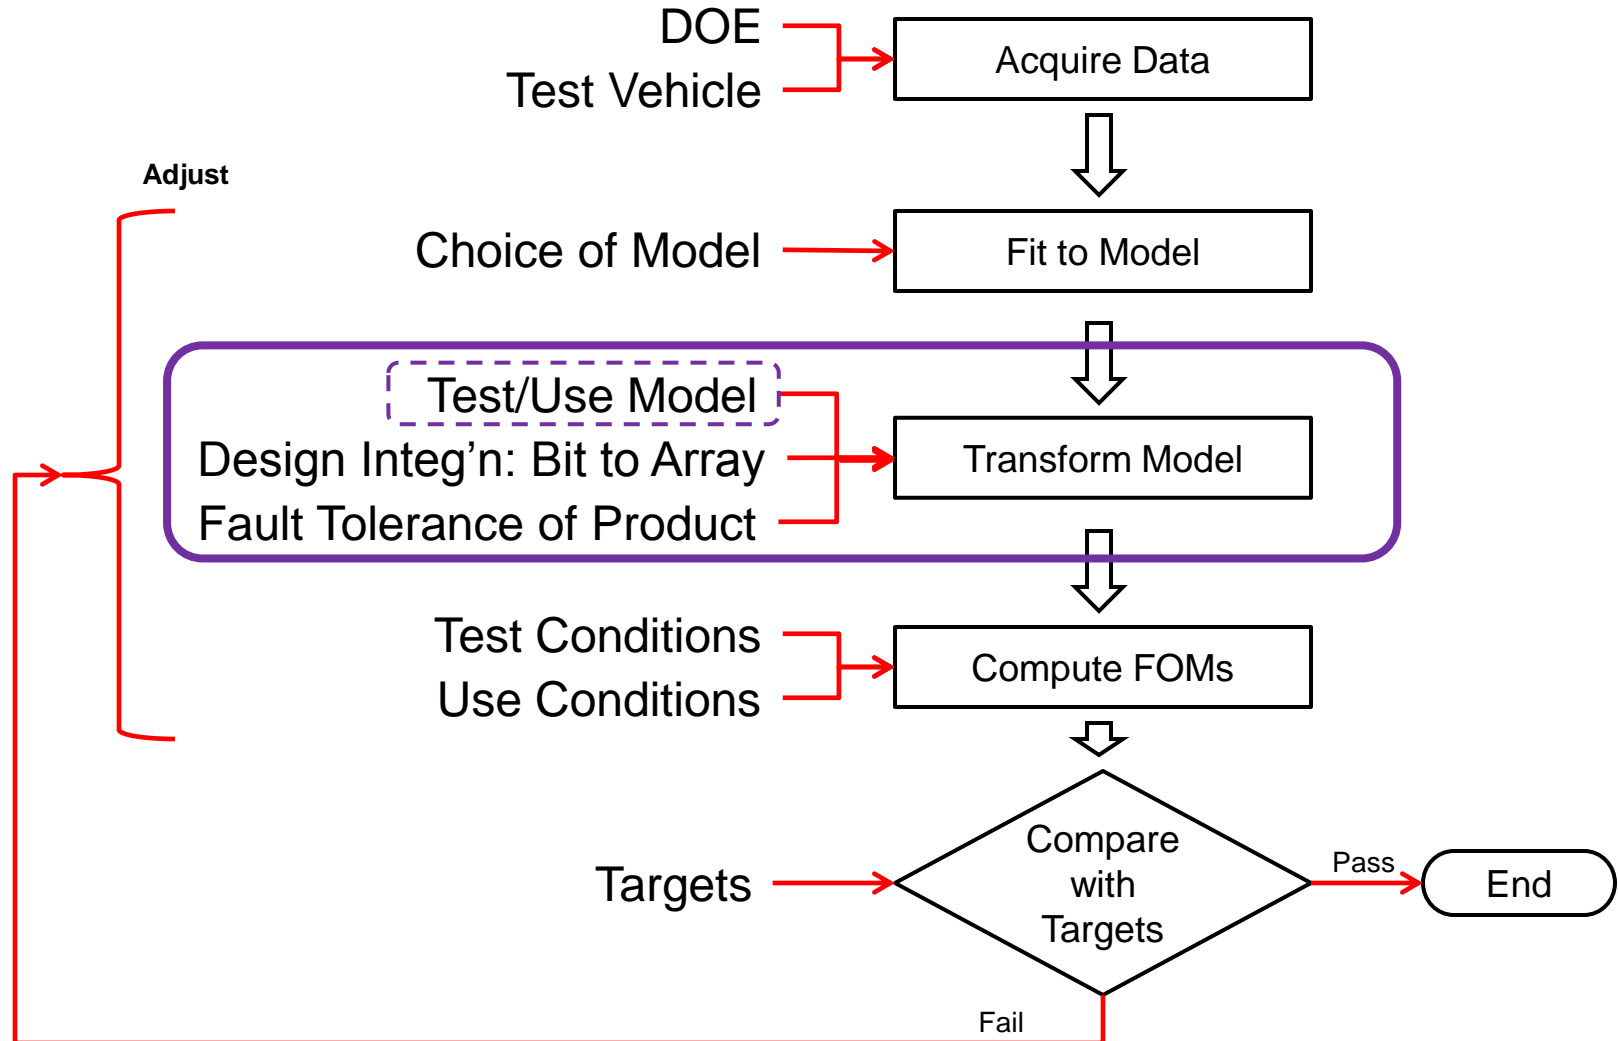 DOE
Test Vehicle
Acquire Data
Adjust
Choice of Model
Fit to Model
Test/Use Model
Design Integ’n: Bit to Array
Fault Tolerance of Product
Transform Model
Test Conditions
Use Conditions
Compute FOMs
Targets
Compare
with
Targets
Pass
End
Fail